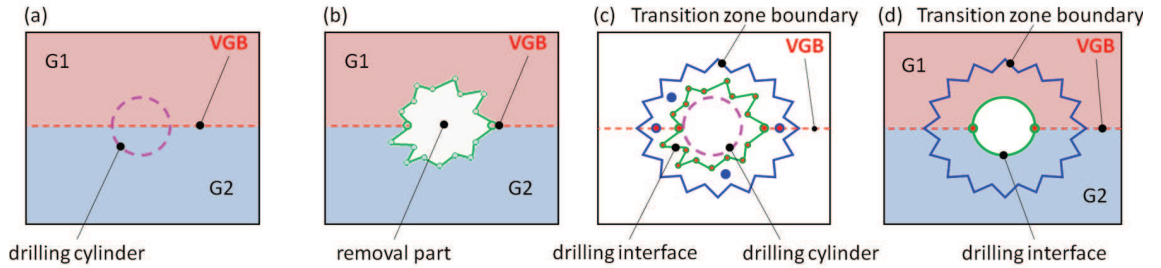 (a)
VGB
G1
G2
drilling cylinder
(b)
VGB
G1
G2
removal part
(c)
Transition zone boundary
VGB
drilling interface
drilling cylinder
(d)
Transition zone boundary
VGB
G1
G2
drilling interface